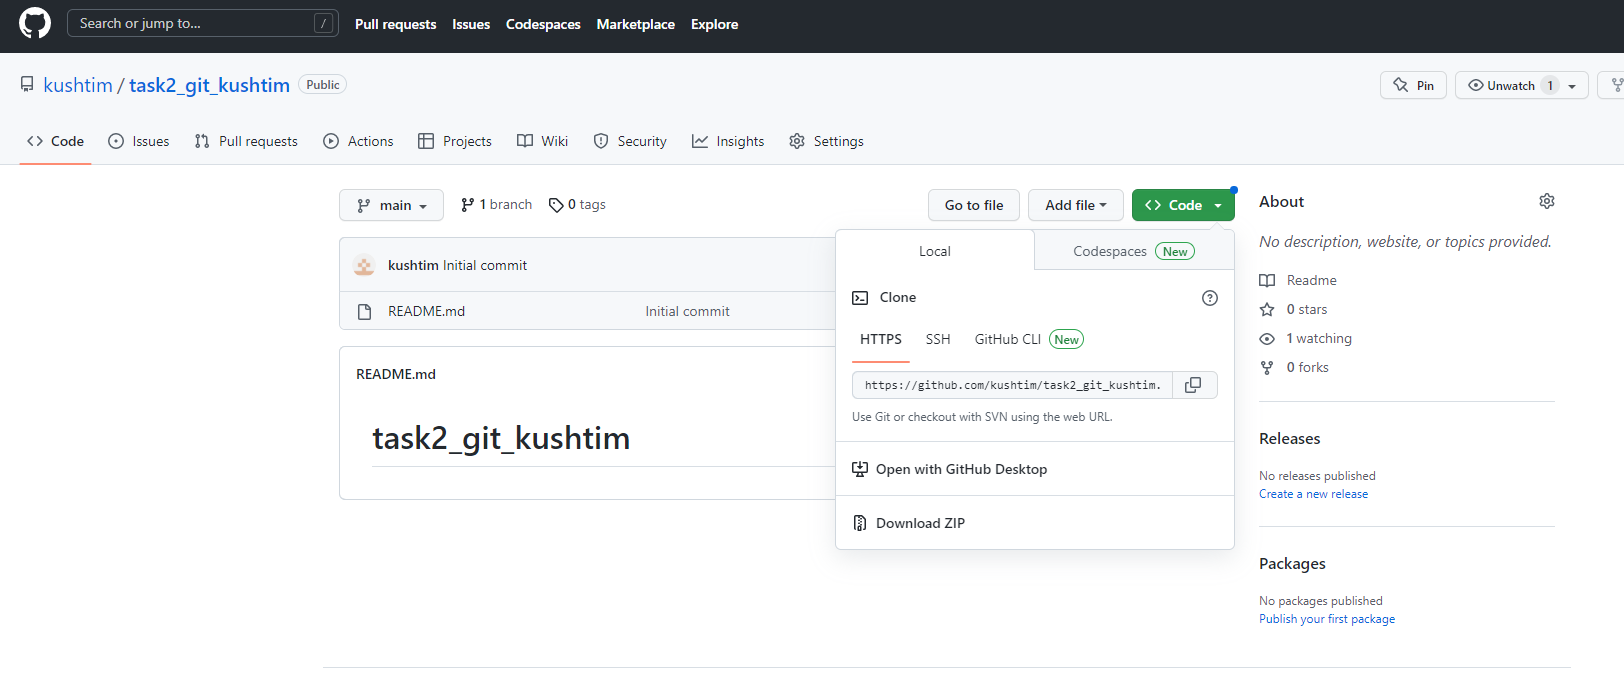 Search or jump to... /
Pull requests Issues Codespaces Marketplace Explore
kushtim / task2_git_kushtim Public
Pin Unwatch 1
Code Issues Pull requests Actions Projects Wiki Security Insights Settings
main 1 branch 0 tags
Go to file Add file Code
kushtim Initial commit
README.md Initial commit
README.md
task2_git_kushtim
Local Codespaces New
Clone
HTTPS SSH GitHub CLI New
https://github.com/kushtim/task2_git_kushtim.
Use Git or checkout with SVN using the web URL.
Open with GitHub Desktop
Download ZIP
About
No description, website, or topics provided.
Readme
0 stars
1 watching
0 forks
Releases
No releases published
Create a new release
Packages
No packages published
Publish your first package